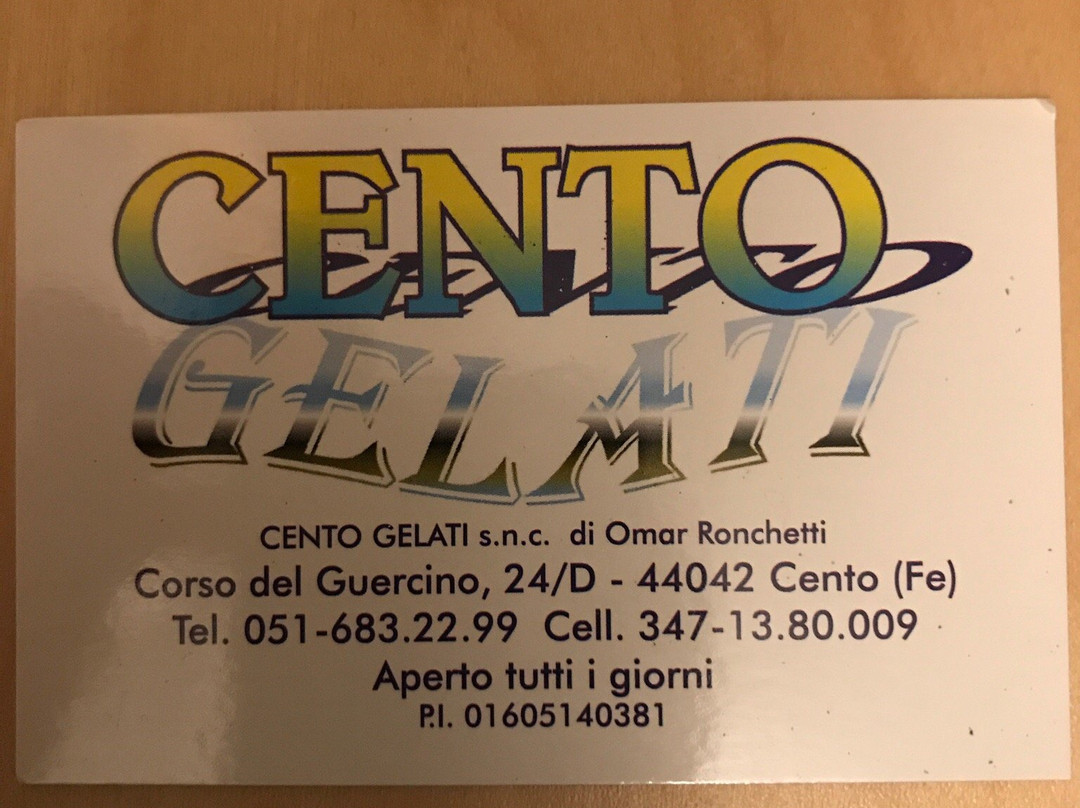 CENTO
GELATI
CENTO GELATI s.n.c. di Omar Ronchetti
Corso del Guercino, 24/D - 44042 Cento (Fe)
Tel. 051-683.22.99 Cell. 347-13.80.009
Aperto tutti i giorni
P.I. 01605140381